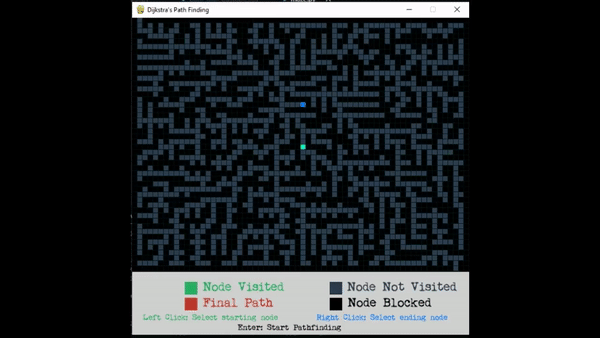 Dijkstra's Path Finding
Node Visited
Node Not Visited
Final Path
Node Blocked
Left Click: Select starting node
Right Click: Select ending node
Enter: Start Pathfinding